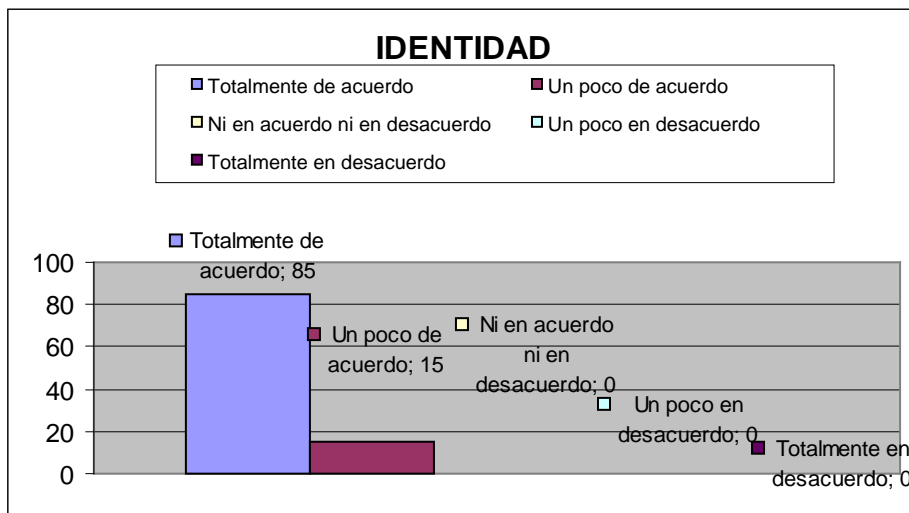 IDENTIDAD
Totalmente de acuerdo
Un poco de acuerdo
Ni en acuerdo ni en desacuerdo
Un poco en desacuerdo
Totalmente en desacuerdo
Totalmente de
acuerdo; 85
Un poco de
acuerdo; 15
Ni en acuerdo
ni en
desacuerdo; 0
Un poco en
desacuerdo; 0
Totalmente en
desacuerdo; 0
100
80
60
40
20
0